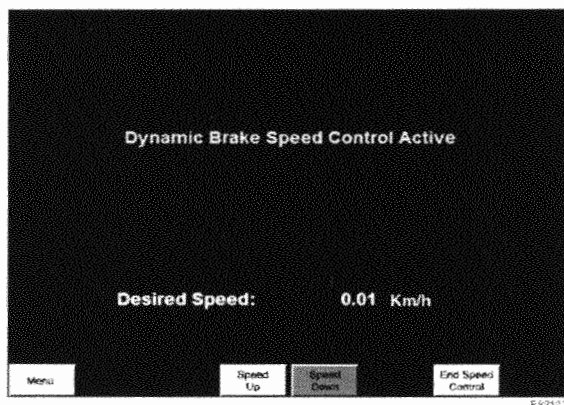 Dynamic Brake Speed Control Active
Desired Speed: 0.01 Km/h
Menu
Speed
Up
Speed
Down
End Speed
Control